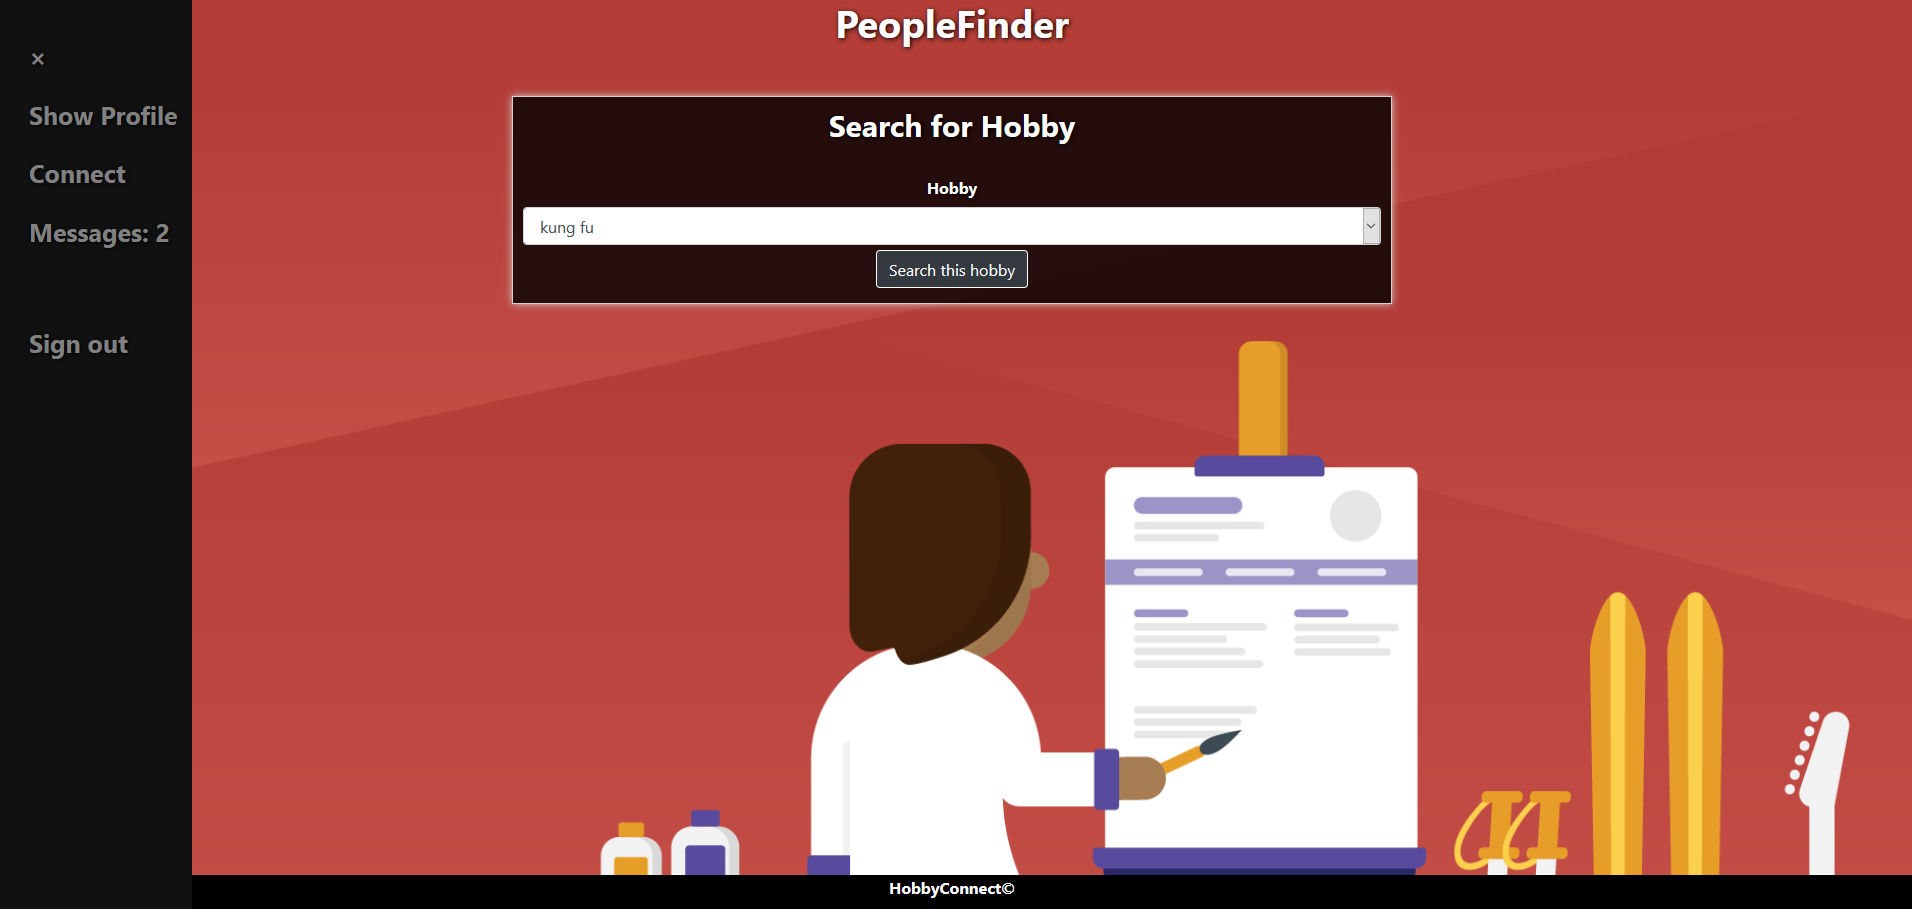 ×
Show Profile
Connect
Messages: 2
Sign out
PeopleFinder
Search for Hobby
Hobby
kung fu
Search this hobby
HobbyConnect©